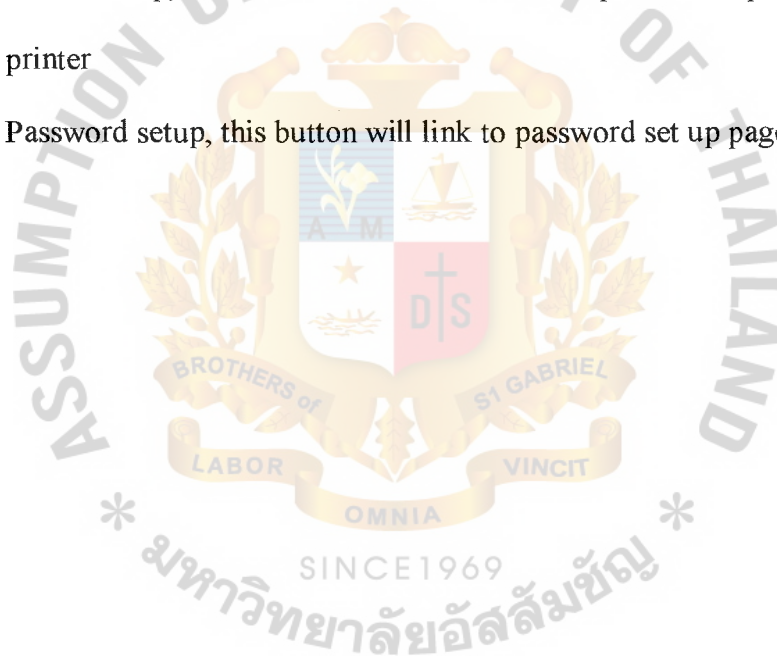 printer
Password setup, this button will link to password set up page
ASSUMPTION
OF
THAILAND
A M
D S
BROTHERS of
ST GABRIEL
LABOR
VINCIT
OMNIA
SINCE1969
มหาวิทยาลัยอัสสัมชัญ